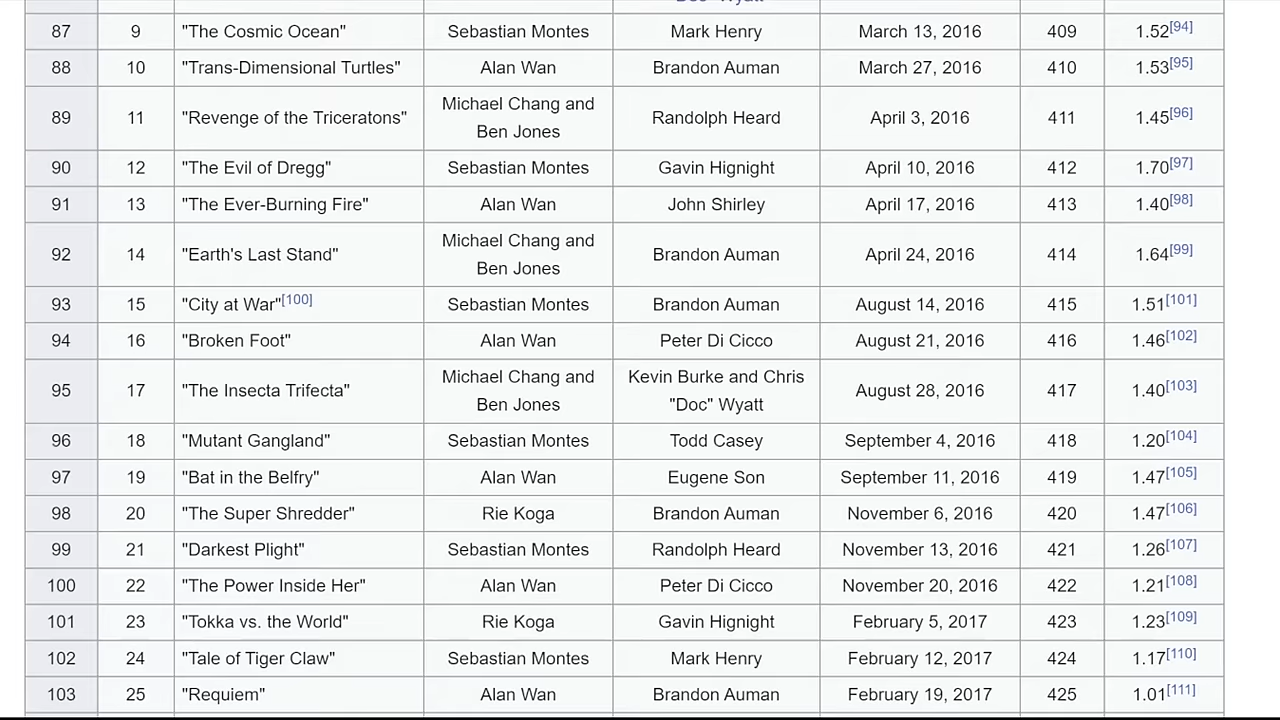 87 9 "The Cosmic Ocean" Sebastian Montes Mark Henry March 13, 2016 409 1.52[94]
88 10 "Trans-Dimensional Turtles" Alan Wan Brandon Auman March 27, 2016 410 1.53[95]
89 11 "Revenge of the Triceratons" Michael Chang and Ben Jones Randolph Heard April 3, 2016 411 1.45[96]
90 12 "The Evil of Dregg" Sebastian Montes Gavin Hignight April 10, 2016 412 1.70[97]
91 13 "The Ever-Burning Fire" Alan Wan John Shirley April 17, 2016 413 1.40[98]
92 14 "Earth's Last Stand" Michael Chang and Ben Jones Brandon Auman April 24, 2016 414 1.64[99]
93 15 "City at War"[100] Sebastian Montes Brandon Auman August 14, 2016 415 1.51[101]
94 16 "Broken Foot" Alan Wan Peter Di Cicco August 21, 2016 416 1.46[102]
95 17 "The Insecta Trifecta" Michael Chang and Ben Jones Kevin Burke and Chris "Doc" Wyatt August 28, 2016 417 1.40[103]
96 18 "Mutant Gangland" Sebastian Montes Todd Casey September 4, 2016 418 1.20[104]
97 19 "Bat in the Belfry" Alan Wan Eugene Son September 11, 2016 419 1.47[105]
98 20 "The Super Shredder" Rie Koga Brandon Auman November 6, 2016 420 1.47[106]
99 21 "Darkest Plight" Sebastian Montes Randolph Heard November 13, 2016 421 1.26[107]
100 22 "The Power Inside Her" Alan Wan Peter Di Cicco November 20, 2016 422 1.21[108]
101 23 "Tokka vs. the World" Rie Koga Gavin Hignight February 5, 2017 423 1.23[109]
102 24 "Tale of Tiger Claw" Sebastian Montes Mark Henry February 12, 2017 424 1.17[110]
103 25 "Requiem" Alan Wan Brandon Auman February 19, 2017 425 1.01[111]